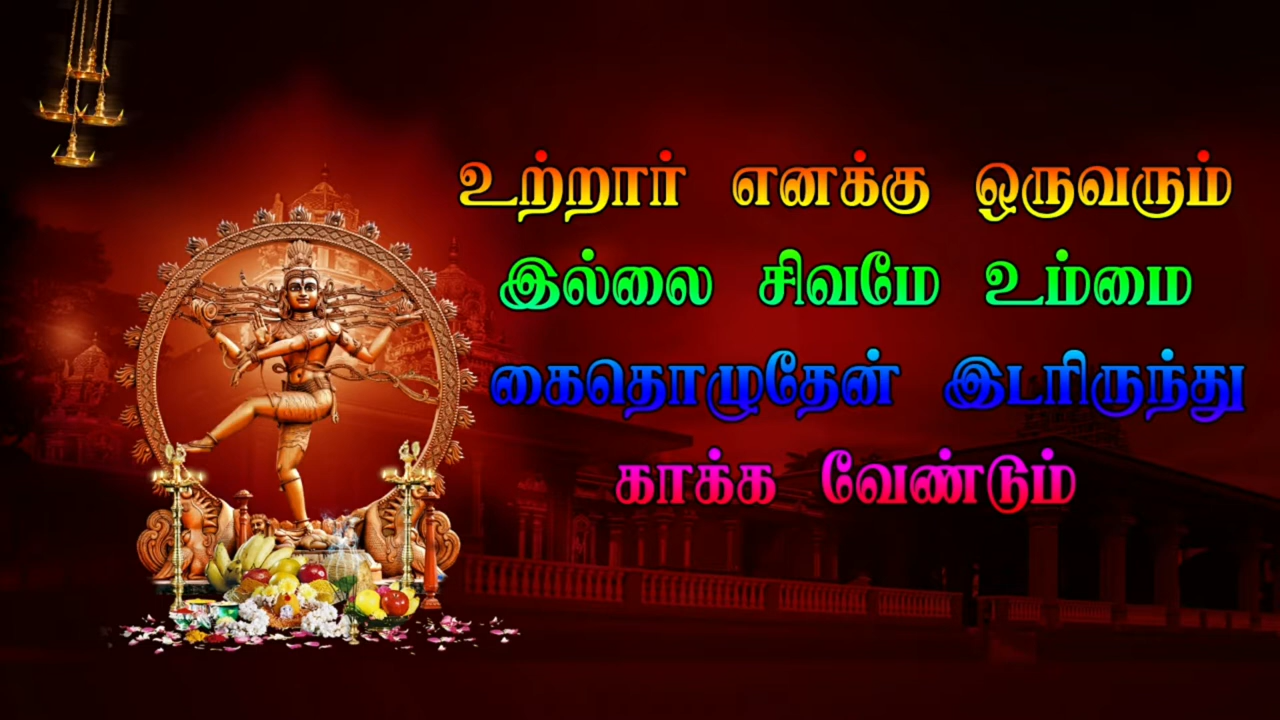 உற்றார் எனக்கு ஒருவரும்
இல்லை சிவமே உம்மை
கைதொழுதேன் இடரிருந்து
காக்க வேண்டும்